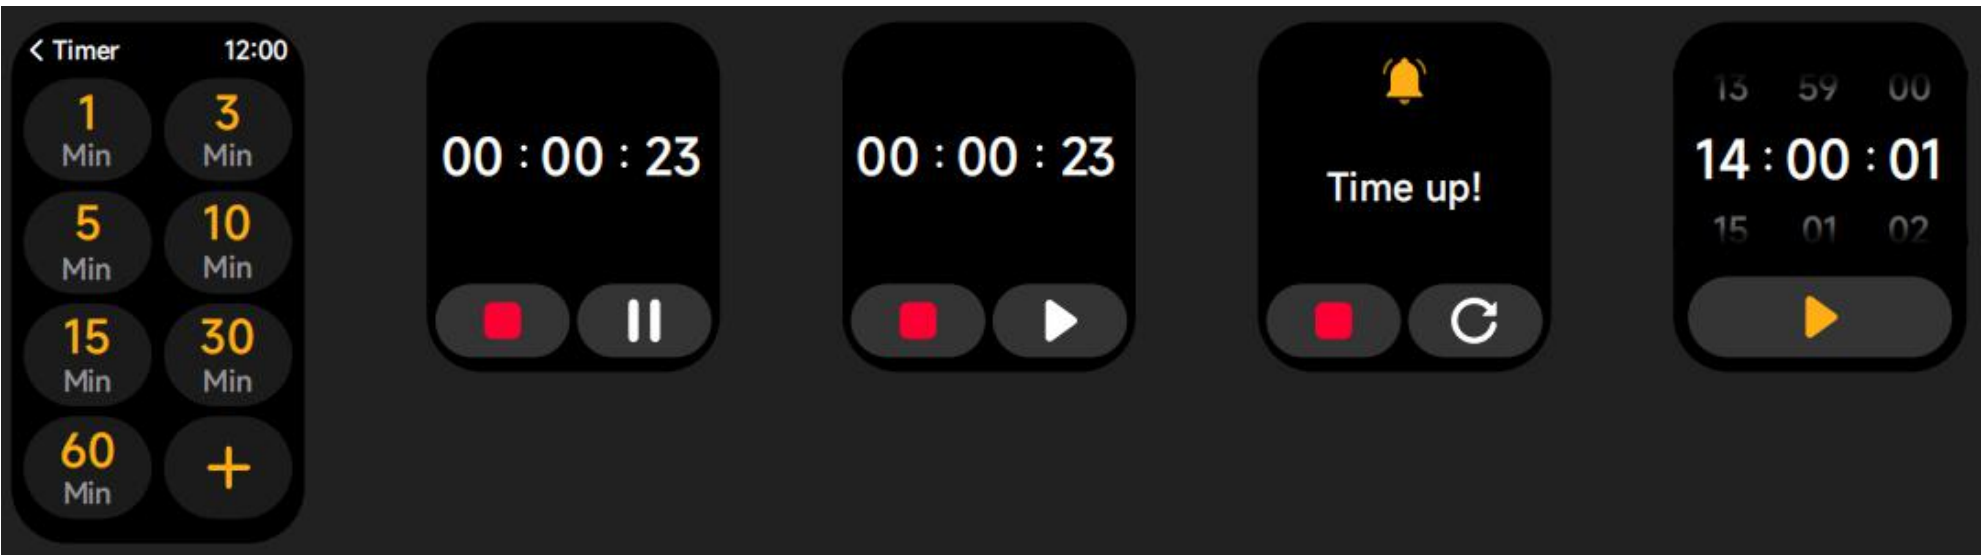 < Timer 12:00
1 Min 3 Min
5 Min 10 Min
15 Min 30 Min
60 Min +
00 : 00 : 23
00 : 00 : 23
Time up!
13 59 00
14 : 00 : 01
15 01 02